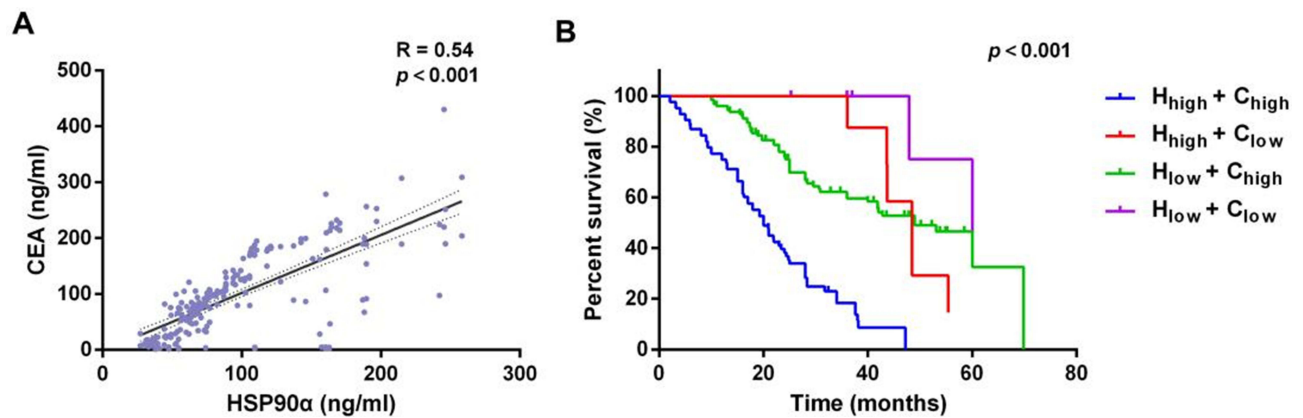 A
R = 0.54
p < 0.001
500
400
300
200
100
0
CEA (ng/ml)
0 100 200 300
HSP90α (ng/ml)
B
p < 0.001
100
80
60
40
20
0
Percent survival (%)
0 20 40 60 80
Time (months)
Hhigh + Chigh
Hhigh + Clow
Hlow + Chigh
Hlow + Clow